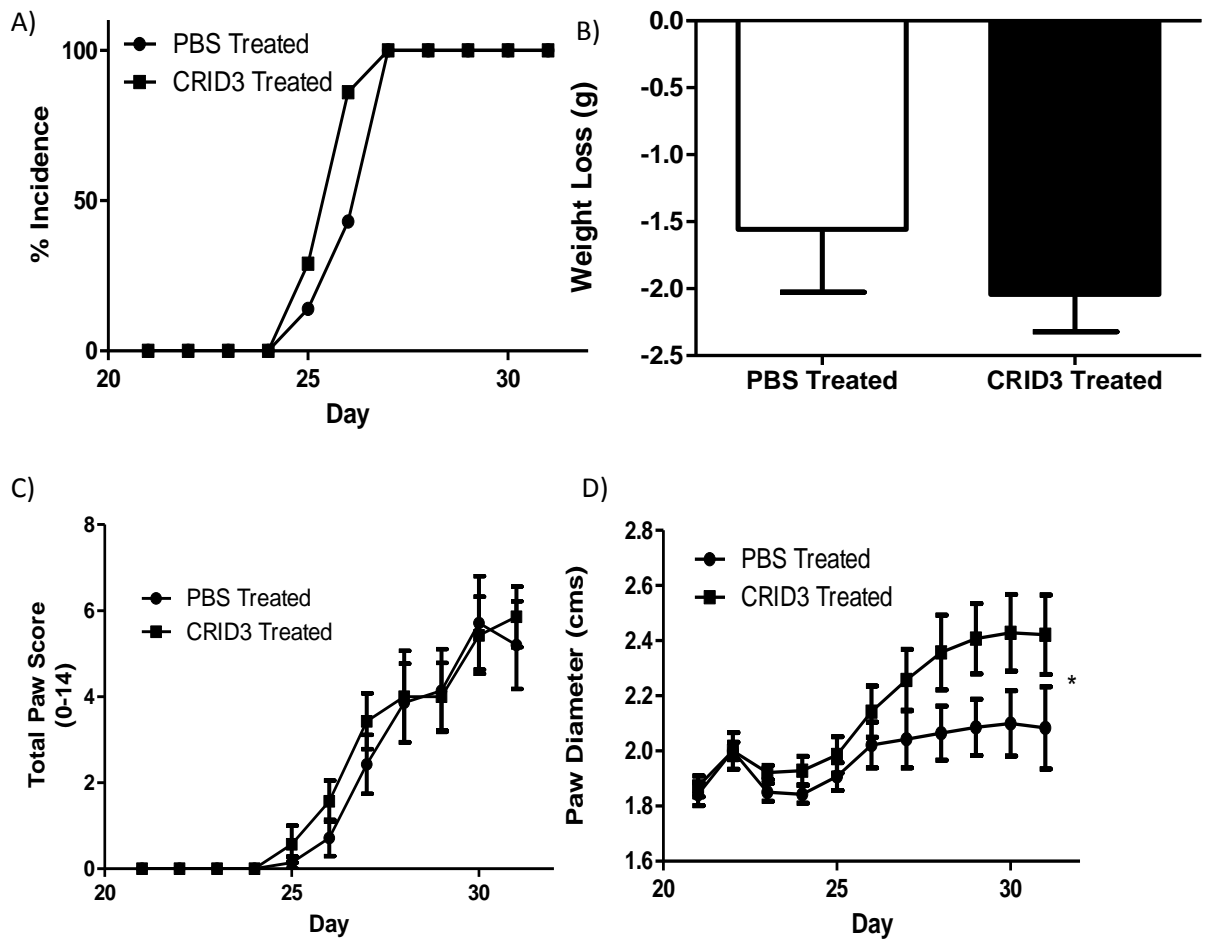 A)
PBS Treated
CRID3 Treated
100
50
0
% Incidence
20
25
30
Day
B)
0.0
-0.5
-1.0
-1.5
-2.0
-2.5
Weight Loss (g)
PBS Treated
CRID3 Treated
C)
8
6
4
2
0
Total Paw Score
(0-14)
PBS Treated
CRID3 Treated
20
25
30
Day
D)
2.8
2.6
2.4
2.2
2.0
1.8
1.6
Paw Diameter (cms)
PBS Treated
CRID3 Treated
*
20
25
30
Day